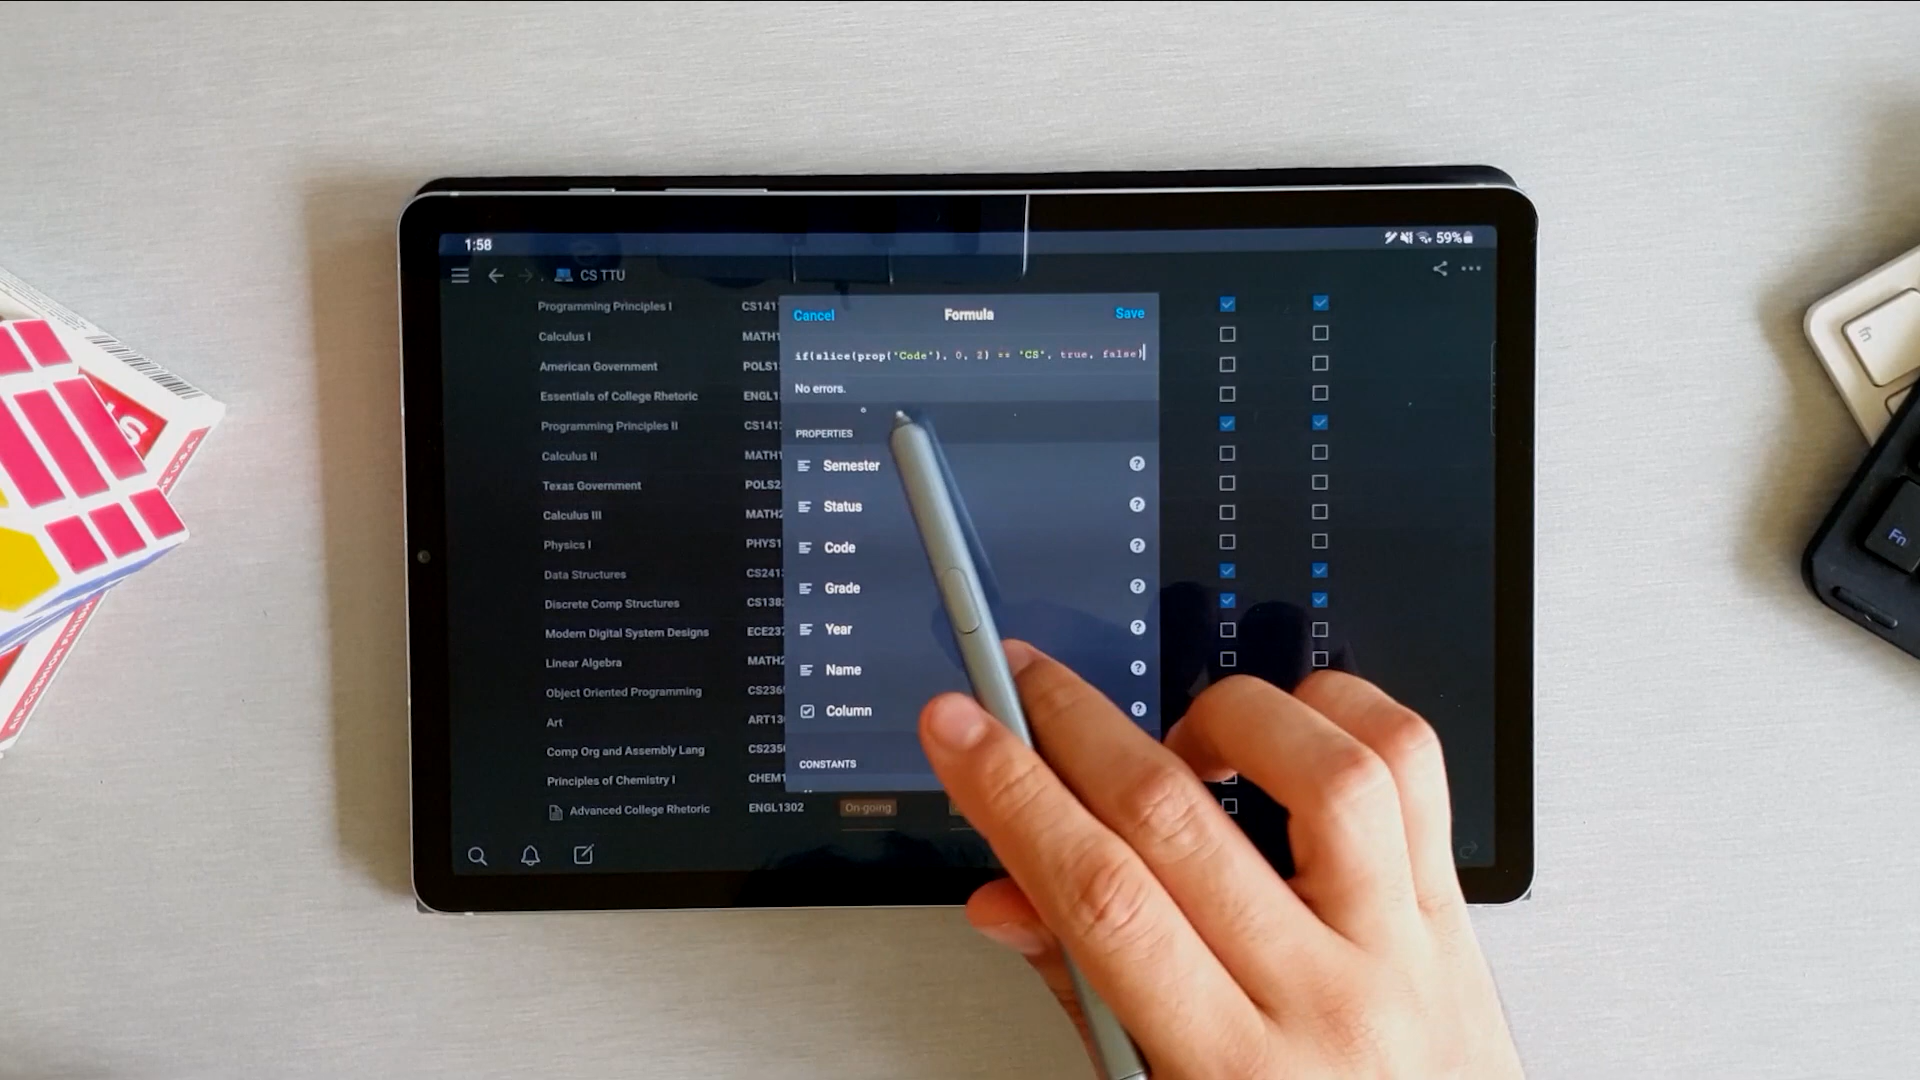 1:58
59%
CS TTU
Programming Principles I CS141
Calculus I MATH1
American Government POLS1
Essentials of College Rhetoric ENGL1
Programming Principles II CS141
Calculus II MATH1
Texas Government POLS2
Calculus III MATH2
Physics I PHYS1
Data Structures CS241
Discrete Comp Structures CS138
Modern Digital System Designs ECE23
Linear Algebra MATH2
Object Oriented Programming CS236
Art ART13
Comp Org and Assembly Lang CS235
Principles of Chemistry I CHEM1
Advanced College Rhetoric ENGL1302 On-going
Cancel Formula Save
if(slice(prop("Code"), 0, 2) == "CS", true, false)
No errors.
PROPERTIES
Semester
Status
Code
Grade
Year
Name
Column
CONSTANTS
Fn